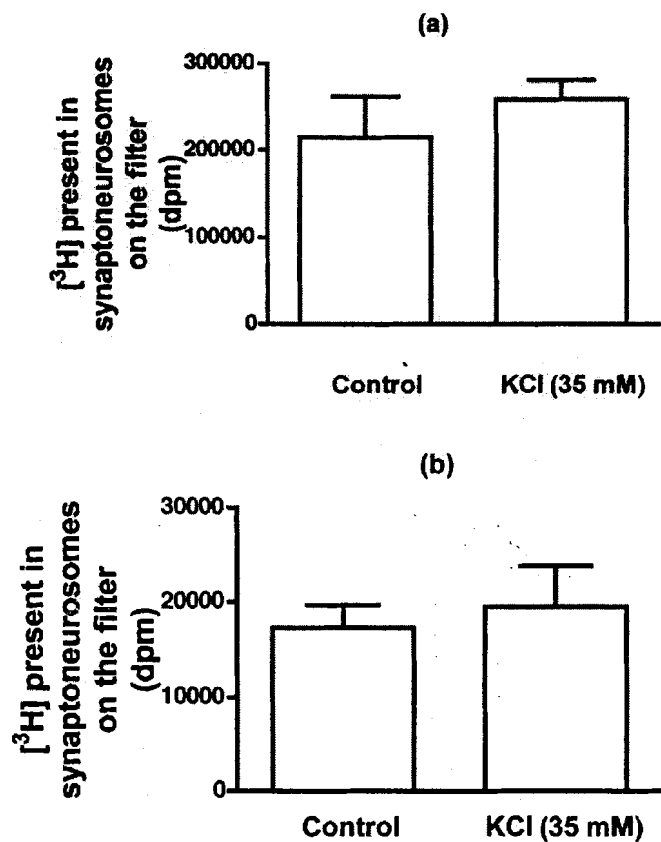 (a)
[³H] present in
synaptoneurosomes
on the filter
(dpm)
300000
200000
100000
0
Control
KCl (35 mM)
(b)
[³H] present in
synaptoneurosomes
on the filter
(dpm)
30000
20000
10000
0
Control
KCl (35 mM)